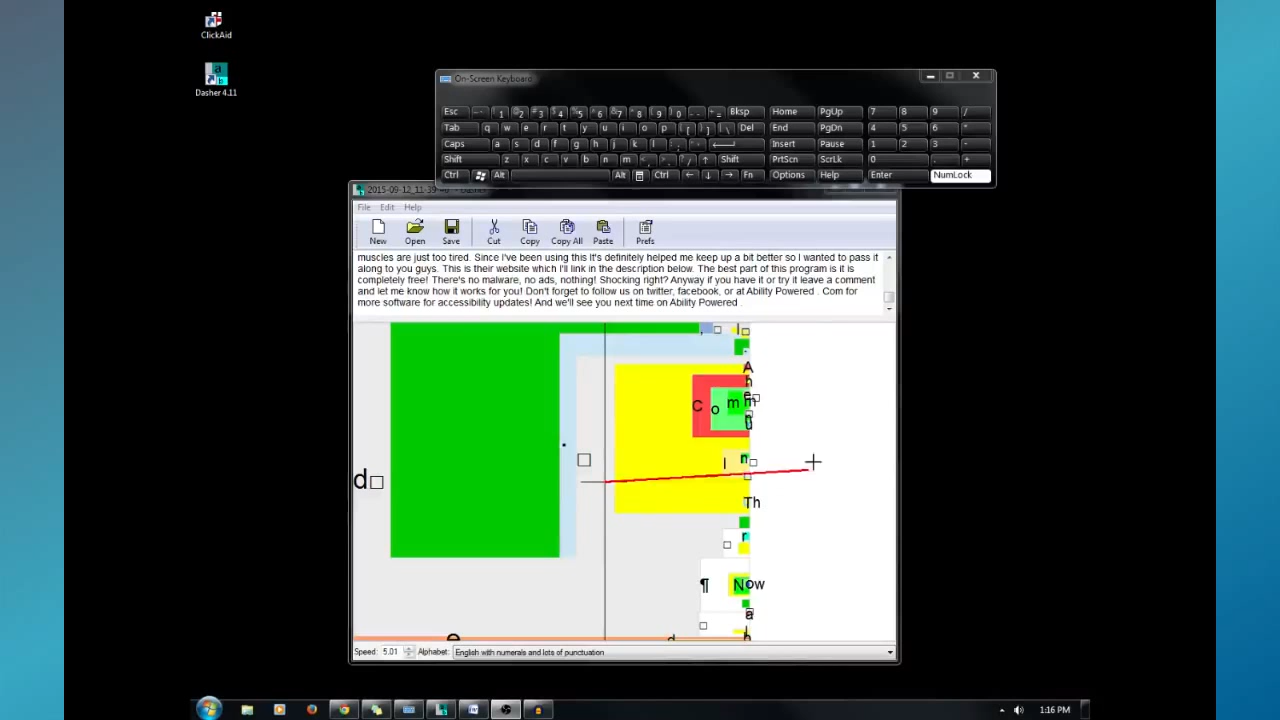 ClickAid
Dasher 4.11
On-Screen Keyboard
Esc 1 2 3 4 5 6 7 8 9 0 - = Bksp Home PgUp 7 8 9 /
Tab q w e r t y u i o p [ ] \ Del End PgDn 4 5 6 *
Caps a s d f g h j k l ; ' Insert Pause 1 2 3 -
Shift z x c v b n m , . / ↑ Shift PrtScn ScrLk 0 . +
Ctrl Alt Alt Ctrl ← ↓ → Fn Options Help Enter NumLock
File Edit Help
New Open Save Cut Copy Copy All Paste Prefs
muscles are just too tired. Since I've been using this it's definitely helped me keep up a bit better so I wanted to pass it
along to you guys. This is their website which I'll link in the description below. The best part of this program is it is
completely free! There's no malware, no ads, nothing! Shocking right? Anyway if you have it or try it leave a comment
and let me know how it works for you! Don't forget to follow us on twitter, facebook, or at Ability Powered . Com for
more software for accessibility updates! And we'll see you next time on Ability Powered .
A
h
e
C o m m
n
u
.
I n
d□
Th
r
¶ Now
a
e d h
Speed: 5.01 Alphabet: English with numerals and lots of punctuation
1:16 PM